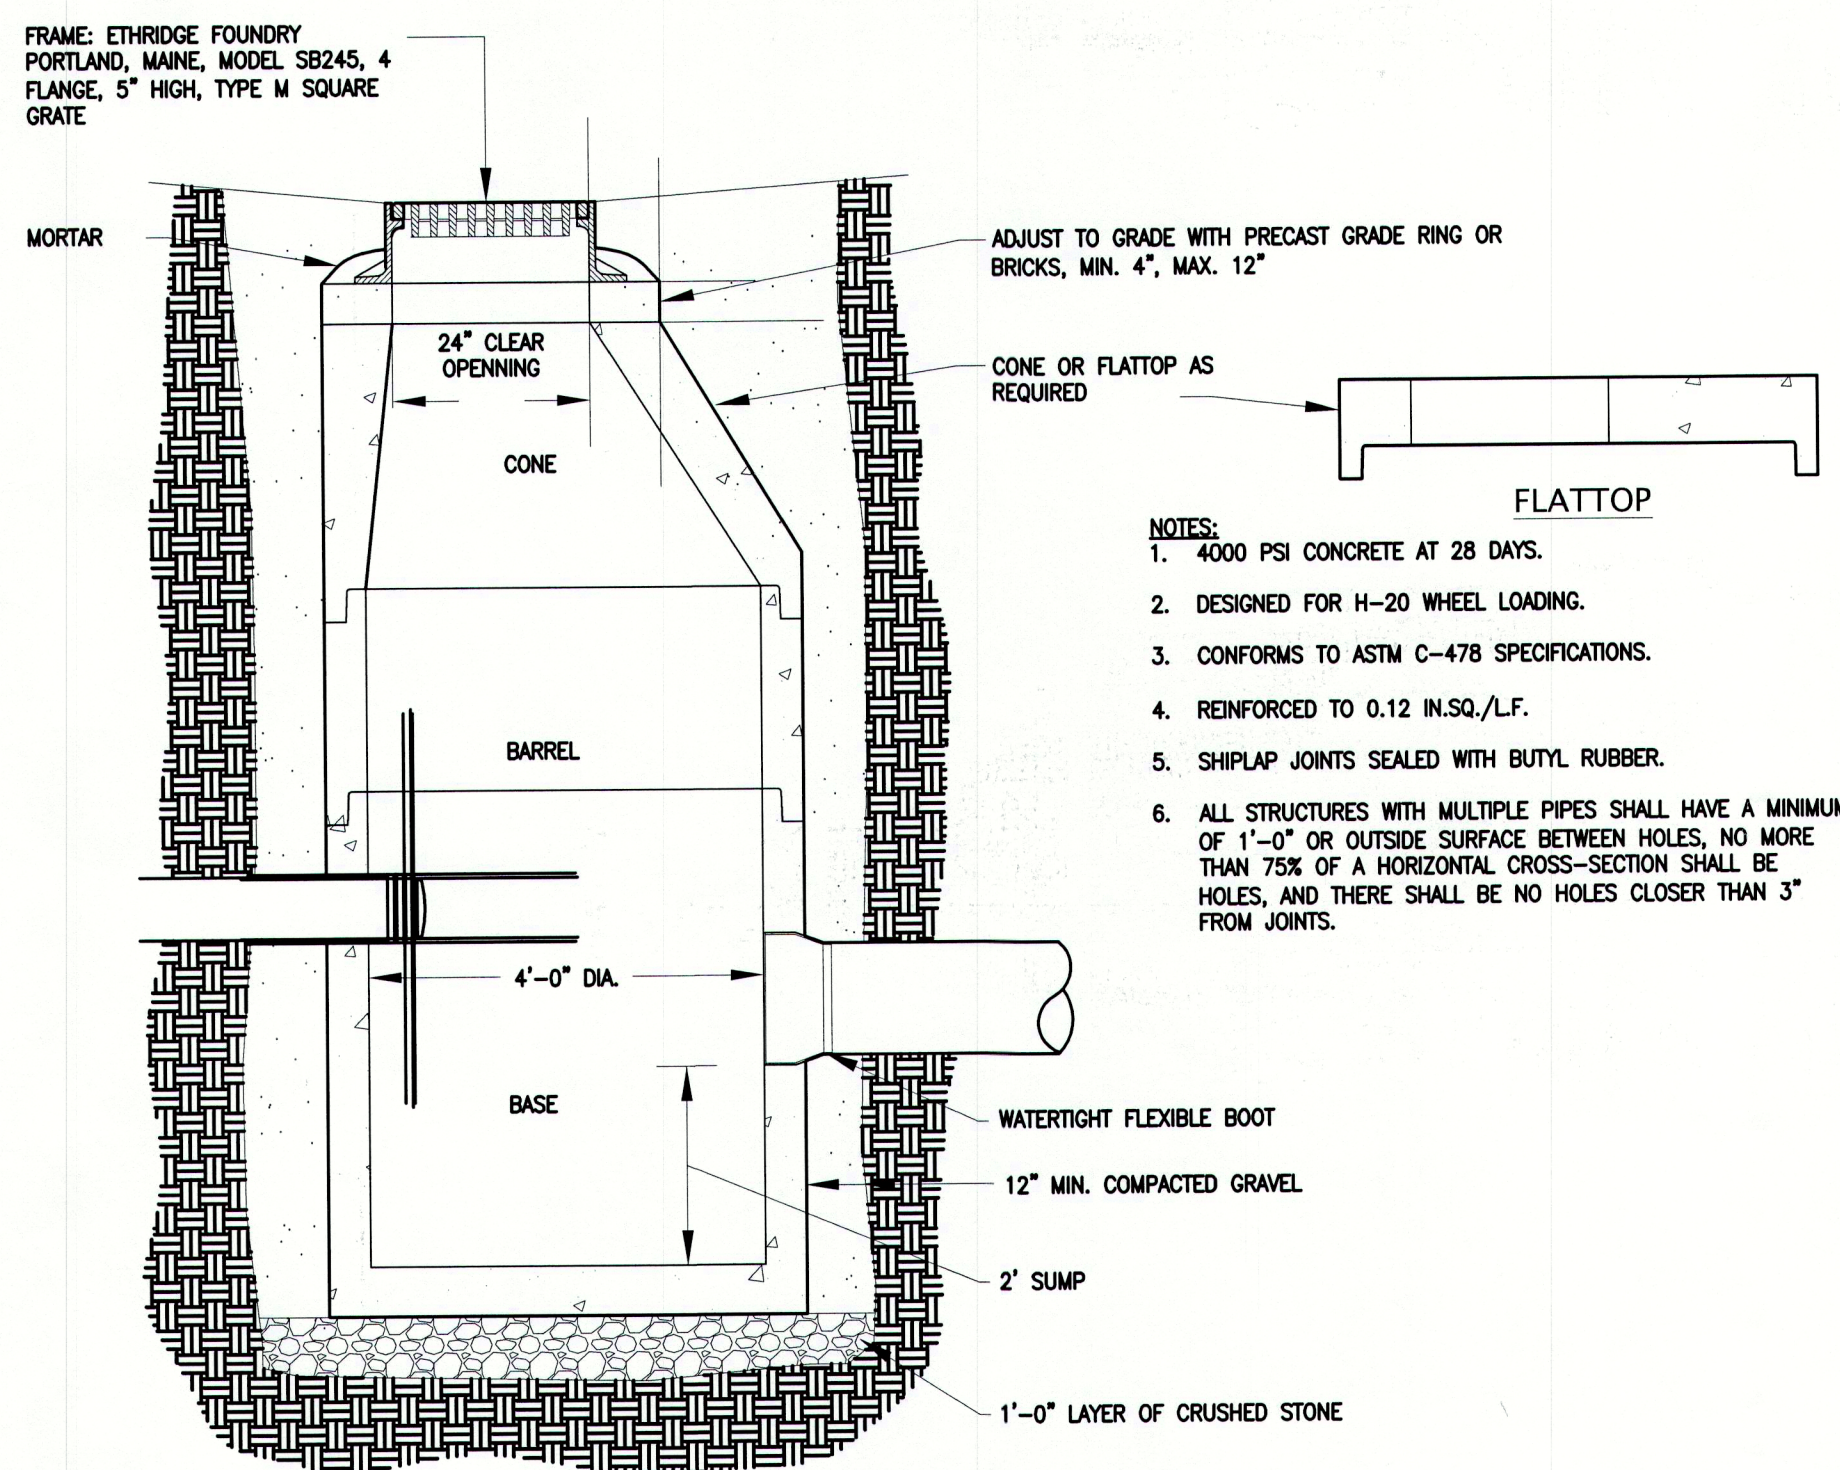 FRAME: ETHRIDGE FOUNDRY
PORTLAND, MAINE, MODEL SB245, 4
FLANGE, 5" HIGH, TYPE M SQUARE
GRATE
MORTAR
ADJUST TO GRADE WITH PRECAST GRADE RING OR
BRICKS, MIN. 4", MAX. 12"
24" CLEAR
OPENNING
CONE OR FLATTOP AS
REQUIRED
CONE
FLATTOP
NOTES:
1. 4000 PSI CONCRETE AT 28 DAYS.
2. DESIGNED FOR H-20 WHEEL LOADING.
3. CONFORMS TO ASTM C-478 SPECIFICATIONS.
4. REINFORCED TO 0.12 IN.SQ./L.F.
5. SHIPLAP JOINTS SEALED WITH BUTYL RUBBER.
6. ALL STRUCTURES WITH MULTIPLE PIPES SHALL HAVE A MINIMUM
OF 1'-0" OR OUTSIDE SURFACE BETWEEN HOLES, NO MORE
THAN 75% OF A HORIZONTAL CROSS-SECTION SHALL BE
HOLES, AND THERE SHALL BE NO HOLES CLOSER THAN 3"
FROM JOINTS.
BARREL
4'-0" DIA.
BASE
WATERTIGHT FLEXIBLE BOOT
12" MIN. COMPACTED GRAVEL
2' SUMP
1'-0" LAYER OF CRUSHED STONE